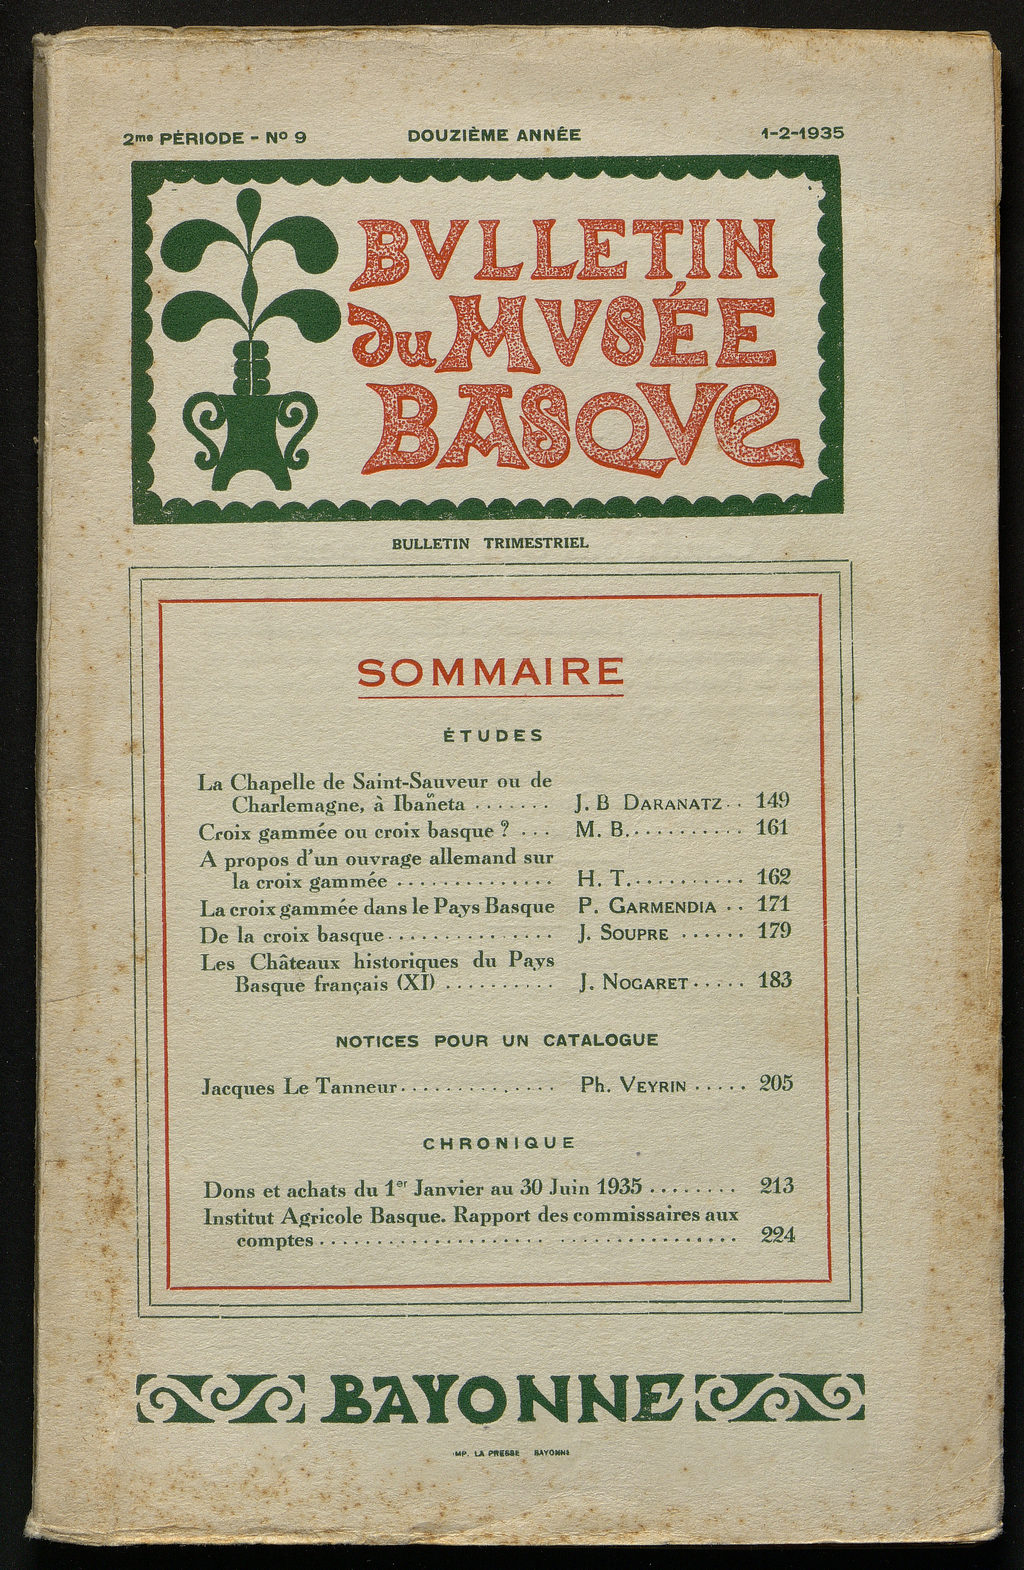 2me PÉRIODE - No 9 DOUZIÈME ANNÉE 1-2-1935
BVLLETIN
du MVSÉE
BASQVe
BULLETIN TRIMESTRIEL
SOMMAIRE
ÉTUDES
La Chapelle de Saint-Sauveur ou de
Charlemagne, à Ibañeta ....... J. B DARANATZ .. 149
Croix gammée ou croix basque ? ... M. B. .......... 161
A propos d'un ouvrage allemand sur
la croix gammée .............. H. T. .......... 162
La croix gammée dans le Pays Basque P. GARMENDIA .. 171
De la croix basque ............... J. SOUPRE ...... 179
Les Châteaux historiques du Pays
Basque français (XI) .......... J. NOGARET ..... 183
NOTICES POUR UN CATALOGUE
Jacques Le Tanneur .............. Ph. VEYRIN ..... 205
CHRONIQUE
Dons et achats du 1er Janvier au 30 Juin 1935 ........ 213
Institut Agricole Basque. Rapport des commissaires aux
comptes ..................................... 224
BAYONNE
IMP. LA PRESSE BAYONNE